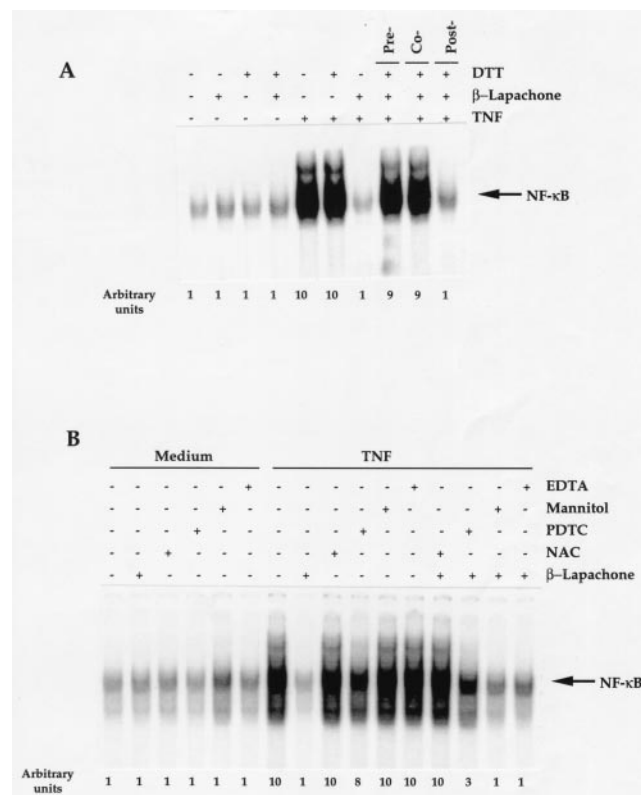 A
Pre- Co- Post-
- - + + - + - + + + DTT
- + - + - - + + + + β–Lapachone
- - - - + + + + + + TNF
NF-κB
Arbitrary units 1 1 1 1 10 10 1 9 9 1
B
Medium TNF
- - - - - + - - - - - + - - - + EDTA
- - - - + - - - - - + - - - + - Mannitol
- - - + - - - - - + - - - + - - PDTC
- - + - - - - - + - - - + - - - NAC
- + - - - - - + - - - - + + + + β–Lapachone
NF-κB
Arbitrary units 1 1 1 1 1 1 10 1 10 8 10 10 10 3 1 1